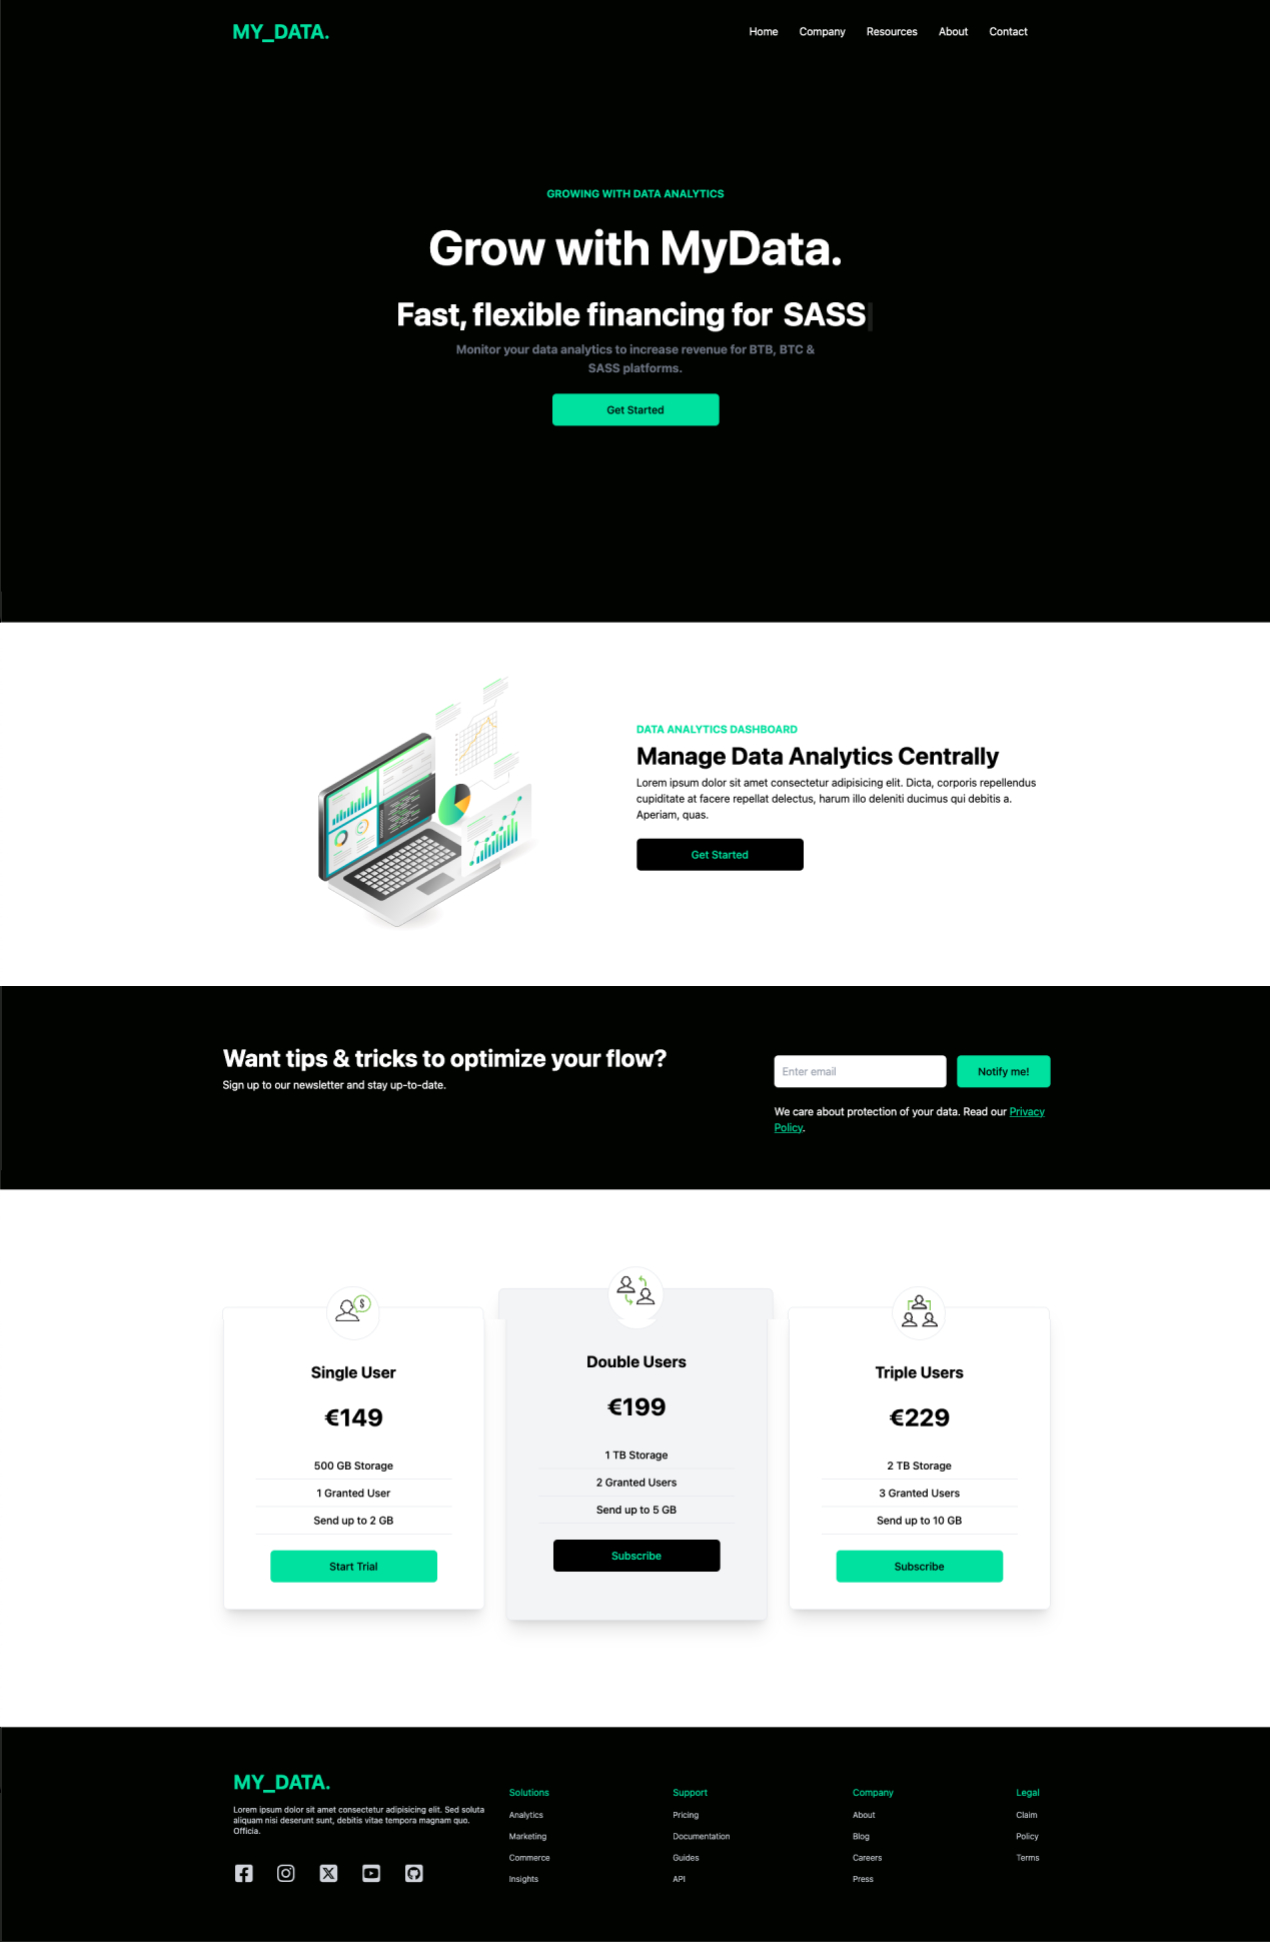 MY_DATA.
Home Company Resources About Contact
GROWING WITH DATA ANALYTICS
Grow with MyData.
Fast, flexible financing for SASS
Monitor your data analytics to increase revenue for BTB, BTC &
SASS platforms.
Get Started
DATA ANALYTICS DASHBOARD
Manage Data Analytics Centrally
Lorem ipsum dolor sit amet consectetur adipisicing elit. Dicta, corporis repellendus
cupiditate at facere repellat delectus, harum illo deleniti ducimus qui debitis a.
Aperiam, quas.
Get Started
Want tips & tricks to optimize your flow?
Sign up to our newsletter and stay up-to-date.
Enter email
Notify me!
We care about protection of your data. Read our Privacy
Policy.
Single User
€149
500 GB Storage
1 Granted User
Send up to 2 GB
Start Trial
Double Users
€199
1 TB Storage
2 Granted Users
Send up to 5 GB
Subscribe
Triple Users
€229
2 TB Storage
3 Granted Users
Send up to 10 GB
Subscribe
MY_DATA.
Lorem ipsum dolor sit amet consectetur adipisicing elit. Sed soluta
aliquam nisi deserunt sunt, debitis vitae tempora magnam quo.
Officia.
Solutions
Analytics
Marketing
Commerce
Insights
Support
Pricing
Documentation
Guides
API
Company
About
Blog
Careers
Press
Legal
Claim
Policy
Terms